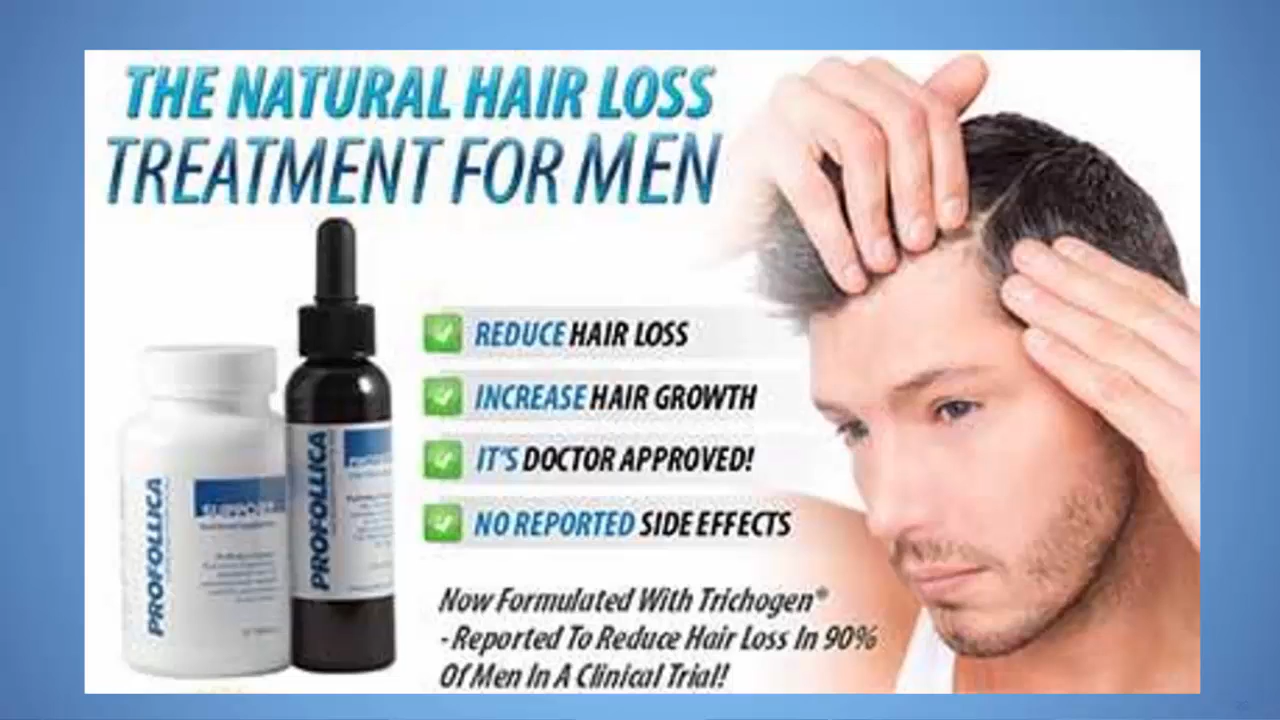 THE NATURAL HAIR LOSS
TREATMENT FOR MEN
REDUCE HAIR LOSS
INCREASE HAIR GROWTH
IT'S DOCTOR APPROVED!
NO REPORTED SIDE EFFECTS
Now Formulated With Trichogen®
- Reported To Reduce Hair Loss In 90%
Of Men In A Clinical Trial!
PROFOLLICA
SUPPORT
PROFOLLICA